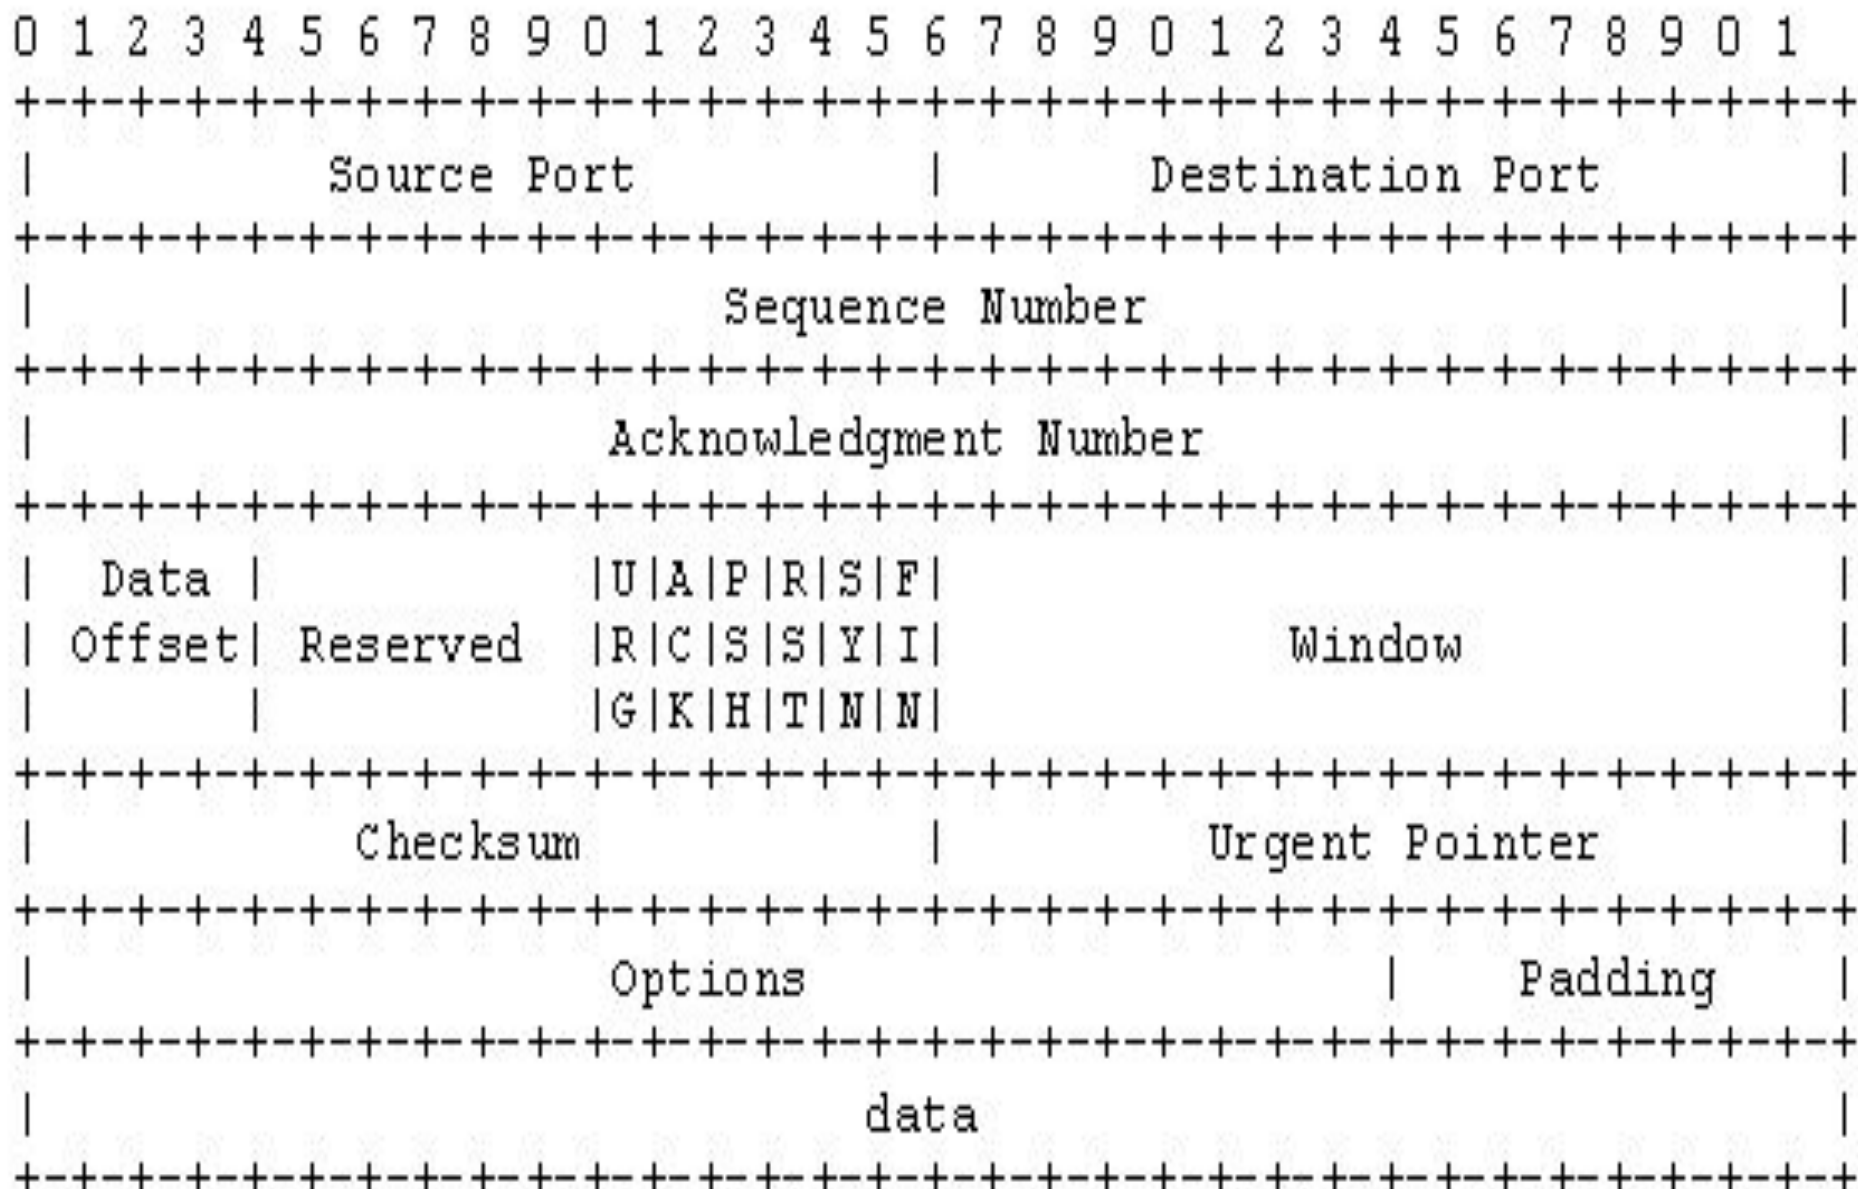 0 1 2 3 4 5 6 7 8 9 0 1 2 3 4 5 6 7 8 9 0 1 2 3 4 5 6 7 8 9 0 1
+-+-+-+-+-+-+-+-+-+-+-+-+-+-+-+-+-+-+-+-+-+-+-+-+-+-+-+-+-+-+-+-+
|          Source Port          |       Destination Port        |
+-+-+-+-+-+-+-+-+-+-+-+-+-+-+-+-+-+-+-+-+-+-+-+-+-+-+-+-+-+-+-+-+
|                        Sequence Number                        |
+-+-+-+-+-+-+-+-+-+-+-+-+-+-+-+-+-+-+-+-+-+-+-+-+-+-+-+-+-+-+-+-+
|                    Acknowledgment Number                      |
+-+-+-+-+-+-+-+-+-+-+-+-+-+-+-+-+-+-+-+-+-+-+-+-+-+-+-+-+-+-+-+-+
|  Data |           |U|A|P|R|S|F|                               |
| Offset| Reserved  |R|C|S|S|Y|I|            Window             |
|       |           |G|K|H|T|N|N|                               |
+-+-+-+-+-+-+-+-+-+-+-+-+-+-+-+-+-+-+-+-+-+-+-+-+-+-+-+-+-+-+-+-+
|           Checksum            |         Urgent Pointer        |
+-+-+-+-+-+-+-+-+-+-+-+-+-+-+-+-+-+-+-+-+-+-+-+-+-+-+-+-+-+-+-+-+
|                    Options                    |    Padding    |
+-+-+-+-+-+-+-+-+-+-+-+-+-+-+-+-+-+-+-+-+-+-+-+-+-+-+-+-+-+-+-+-+
|                             data                              |
+-+-+-+-+-+-+-+-+-+-+-+-+-+-+-+-+-+-+-+-+-+-+-+-+-+-+-+-+-+-+-+-+